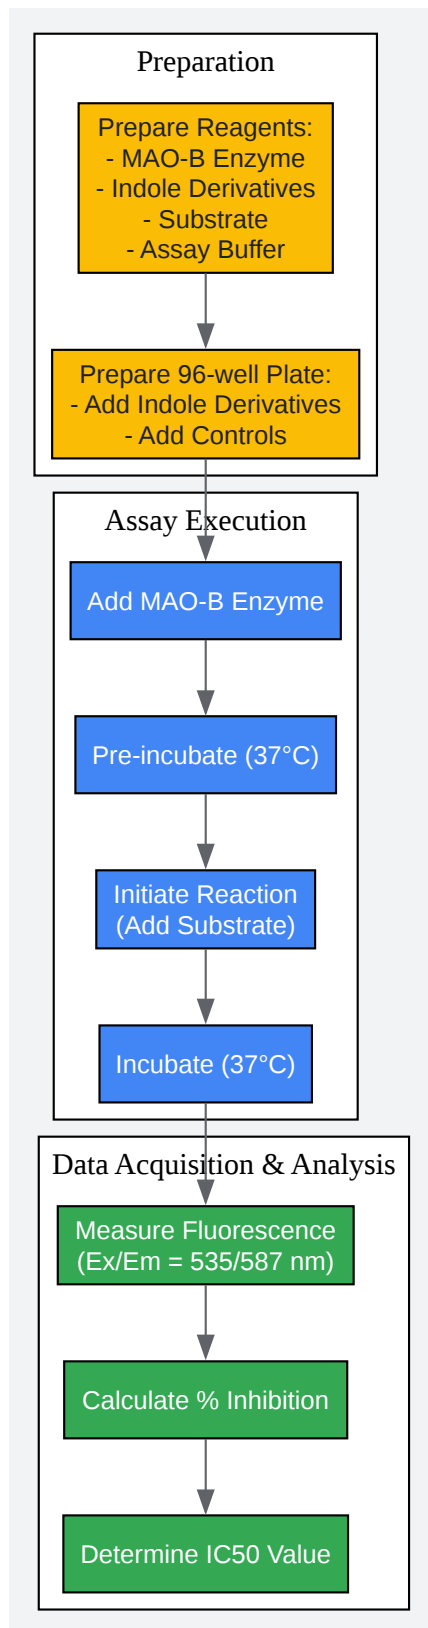 Preparation
Prepare Reagents:
- MAO-B Enzyme
- Indole Derivatives
- Substrate
- Assay Buffer
Prepare 96-well Plate:
- Add Indole Derivatives
- Add Controls
Assay Execution
Add MAO-B Enzyme
Pre-incubate (37°C)
Initiate Reaction
(Add Substrate)
Incubate (37°C)
Data Acquisition & Analysis
Measure Fluorescence
(Ex/Em = 535/587 nm)
Calculate % Inhibition
Determine IC50 Value